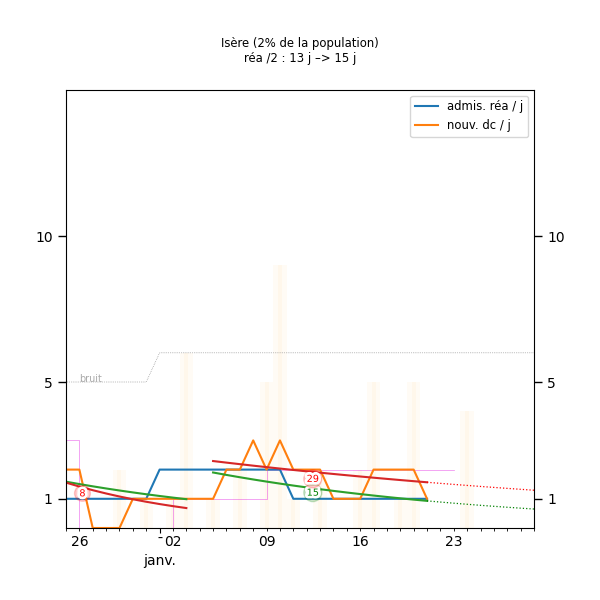 Isère (2% de la population)
réa /2 : 13 j –> 15 j
admis. réa / j
nouv. dc / j
10
10
bruit
5
5
8
29
15
1
1
26
02
09
16
23
janv.